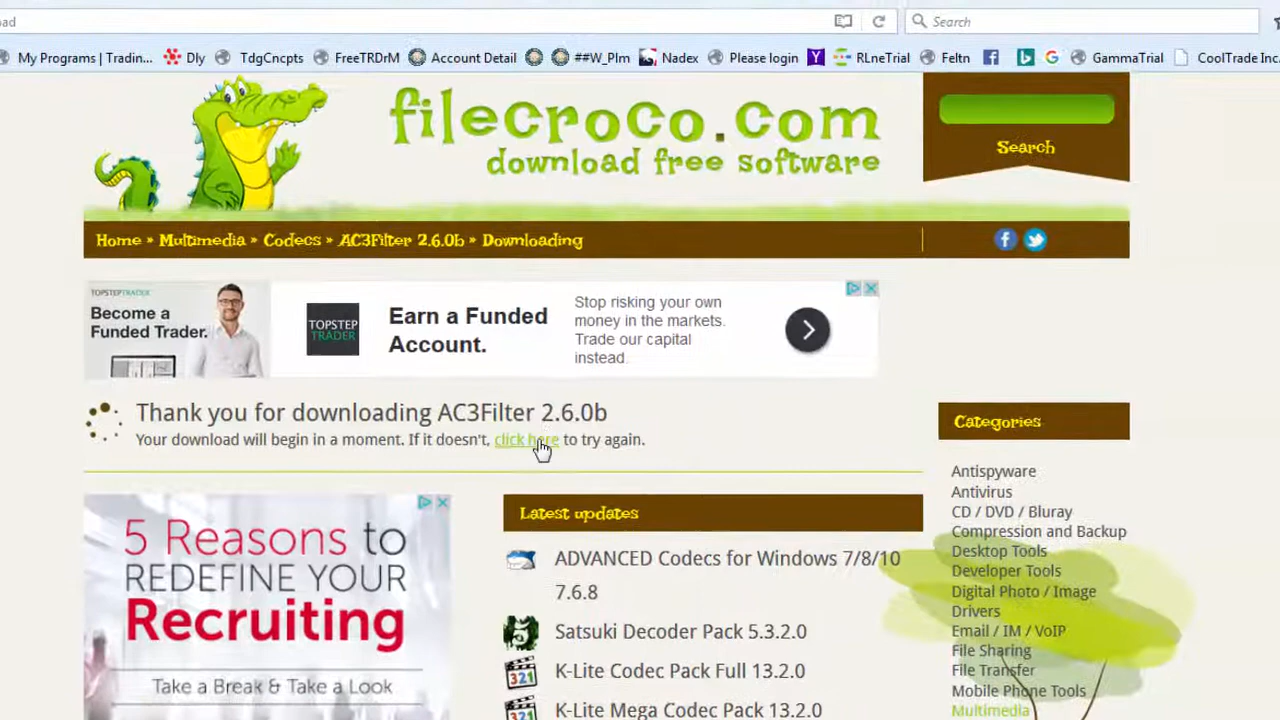 oad
Search
My Programs | Tradin... Dly TdgCncpts FreeTRDrM Account Detail ##W_Plm Nadex Please login RLneTrial Feltn GammaTrial CoolTrade Inc.
filecroco.com
download free software
Search
Home » Multimedia » Codecs » AC3Filter 2.6.0b » Downloading
TOPSTEPTRADER
Become a
Funded Trader.
TOPSTEP
TRADER
Earn a Funded
Account.
Stop risking your own
money in the markets.
Trade our capital
instead.
Thank you for downloading AC3Filter 2.6.0b
Your download will begin in a moment. If it doesn't, click here to try again.
5 Reasons to
REDEFINE YOUR
Recruiting
Take a Break & Take a Look
Latest updates
ADVANCED Codecs for Windows 7/8/10
7.6.8
Satsuki Decoder Pack 5.3.2.0
K-Lite Codec Pack Full 13.2.0
K-Lite Mega Codec Pack 13.2.0
Categories
Antispyware
Antivirus
CD / DVD / Bluray
Compression and Backup
Desktop Tools
Developer Tools
Digital Photo / Image
Drivers
Email / IM / VoIP
File Sharing
File Transfer
Mobile Phone Tools
Multimedia